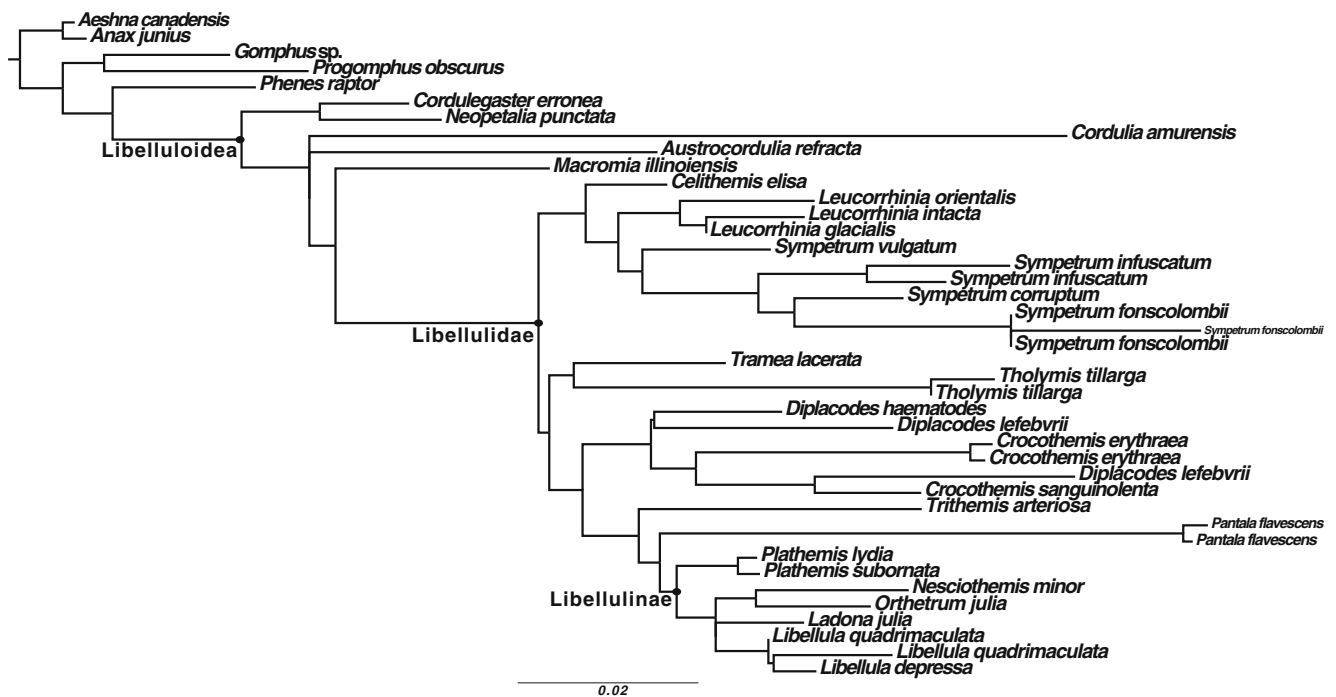 Aeshna canadensis
Anax junius
Gomphus sp.
Progomphus obscurus
Phenes raptor
Cordulegaster erronea
Neopetalia punctata
Cordulia amurensis
Libelluloidea
Austrocordulia refracta
Macromia illinoiensis
Celithemis elisa
Leucorrhinia orientalis
Leucorrhinia intacta
Leucorrhinia glacialis
Sympetrum vulgatum
Sympetrum infuscatum
Sympetrum infuscatum
Sympetrum corruptum
Sympetrum fonscolombii
Sympetrum fonscolombii
Libellulidae
Sympetrum fonscolombii
Tramea lacerata
Tholymis tillarga
Tholymis tillarga
Diplacodes haematodes
Diplacodes lefebvrii
Crocothemis erythraea
Crocothemis erythraea
Diplacodes lefebvrii
Crocothemis sanguinolenta
Trithemis arteriosa
Pantala flavescens
Pantala flavescens
Plathemis lydia
Plathemis subornata
Nesciothemis minor
Libellulinae
Orthetrum julia
Ladona julia
Libellula quadrimaculata
Libellula quadrimaculata
Libellula depressa
0.02